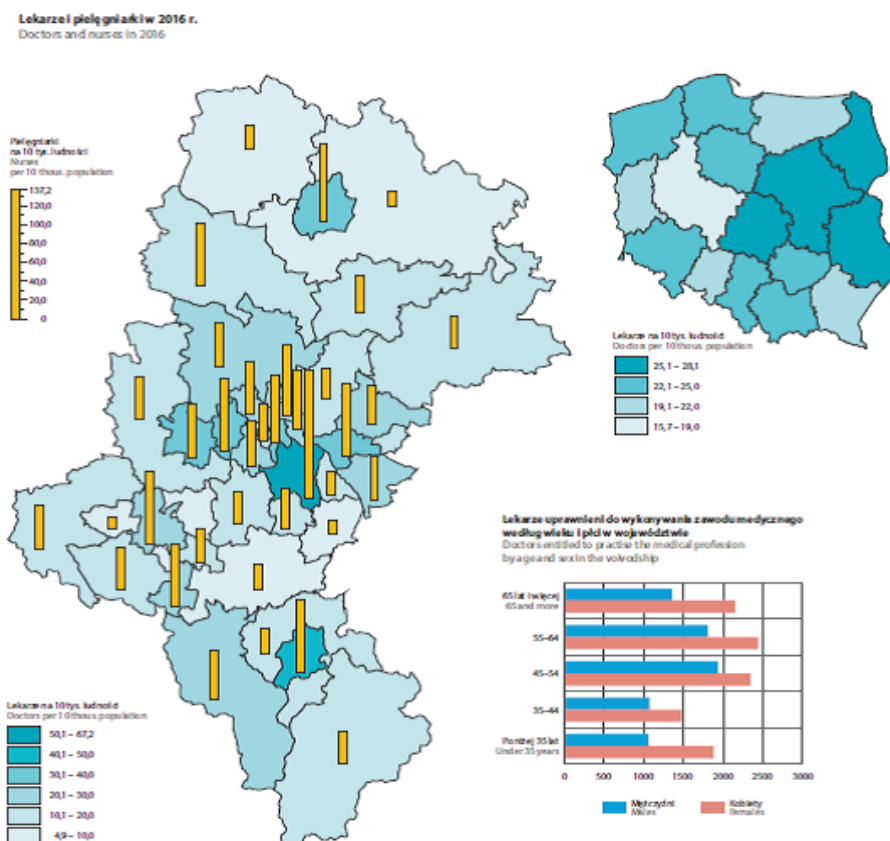 Lekarze i pielęgniarki w 2016 r.
Doctors and nurses in 2016
Pielęgniarki
na 10 tys. ludności
Nurses
per 10 thous. population
137,2
120,0
100,0
80,0
60,0
40,0
20,0
0
Lekarze na 10 tys. ludności
Doctors per 10 thous. population
25,1 – 28,1
22,1 – 25,0
19,1 – 22,0
15,7 – 19,0
Lekarze uprawnieni do wykonywania zawodu medycznego
według wieku i płci w województwie
Doctors entitled to practise the medical profession
by age and sex in the voivodship
65 lat i więcej
65 and more
55–64
45–54
35–44
Poniżej 35 lat
Under 35 years
0 500 1000 1500 2000 2500 3000
Mężczyźni
Males
Kobiety
Females
Lekarze na 10 tys. ludności
Doctors per 10 thous. population
50,1 – 67,2
40,1 – 50,0
30,1 – 40,0
20,1 – 30,0
10,1 – 20,0
4,9 – 10,0